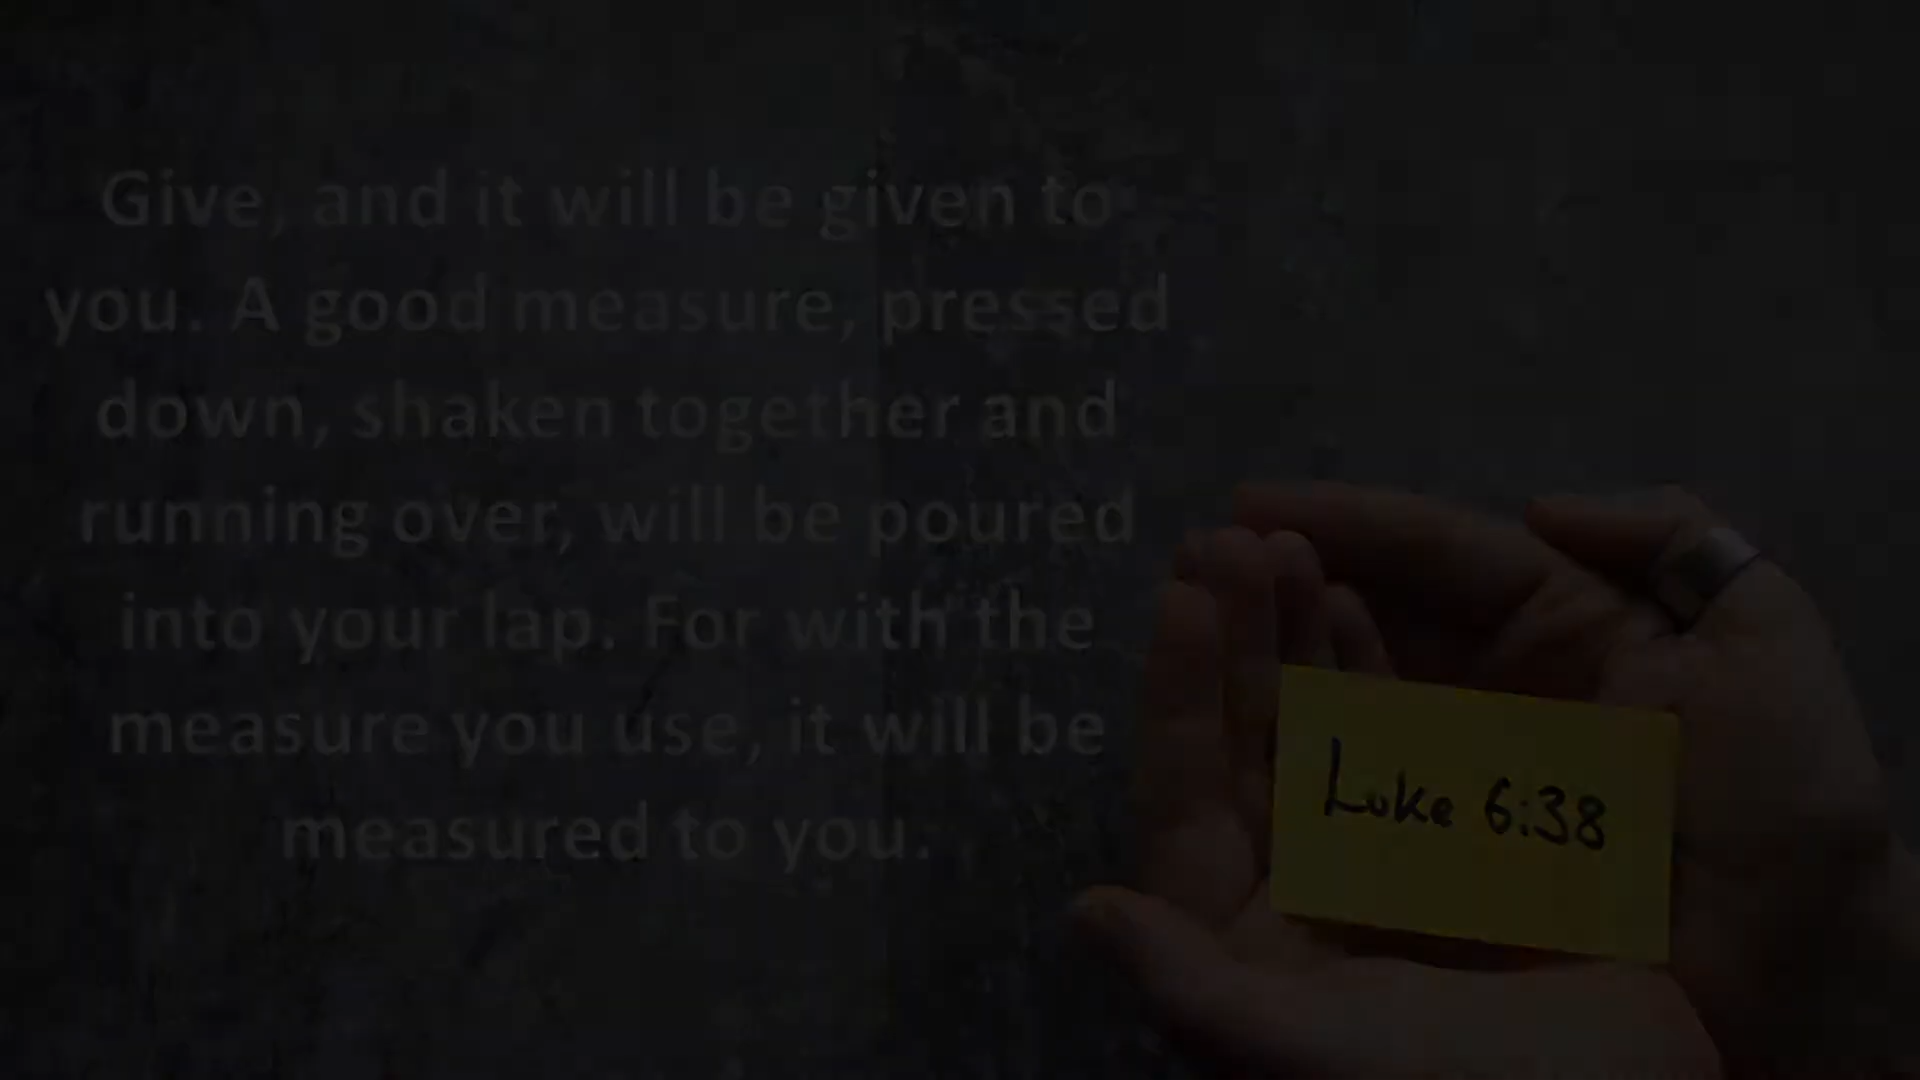 Give, and it will be given to
you. A good measure, pressed
down, shaken together and
running over, will be poured
into your lap. For with the
measure you use, it will be
measured to you.
Luke 6:38